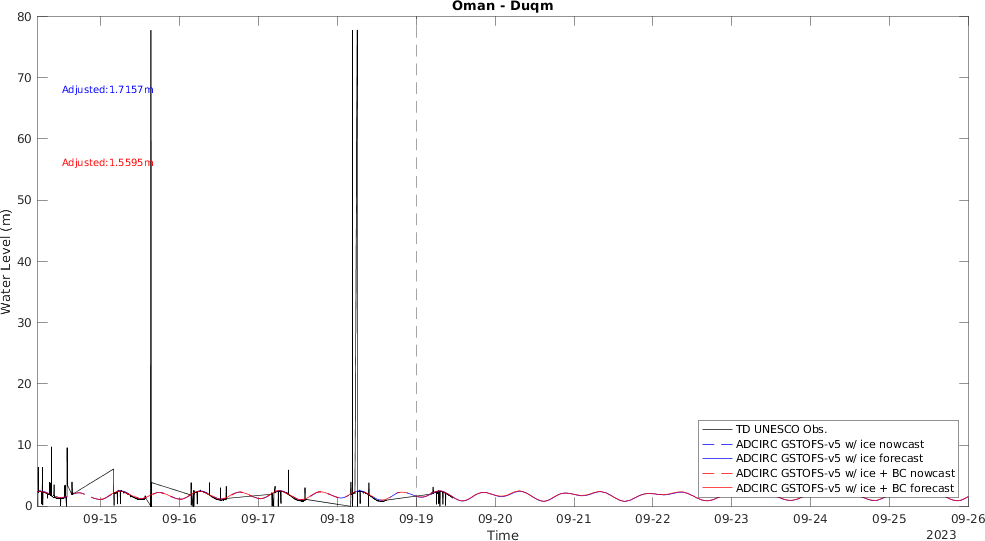 Oman - Duqm
80
70
60
50
40
30
20
10
0
Water Level (m)
Adjusted:1.7157m
Adjusted:1.5595m
TD UNESCO Obs.
ADCIRC GSTOFS-v5 w/ ice nowcast
ADCIRC GSTOFS-v5 w/ ice forecast
ADCIRC GSTOFS-v5 w/ ice + BC nowcast
ADCIRC GSTOFS-v5 w/ ice + BC forecast
09-15 09-16 09-17 09-18 09-19 09-20 09-21 09-22 09-23 09-24 09-25 09-26
Time
2023